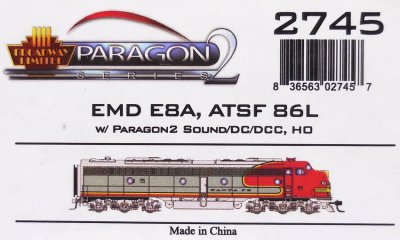 BROADWAY
LIMITED
PARAGON
SERIES 2
2745
8 36563 02745 7
EMD E8A, ATSF 86L
w/ Paragon2 Sound/DC/DCC, HO
SANTA FE
Made in China